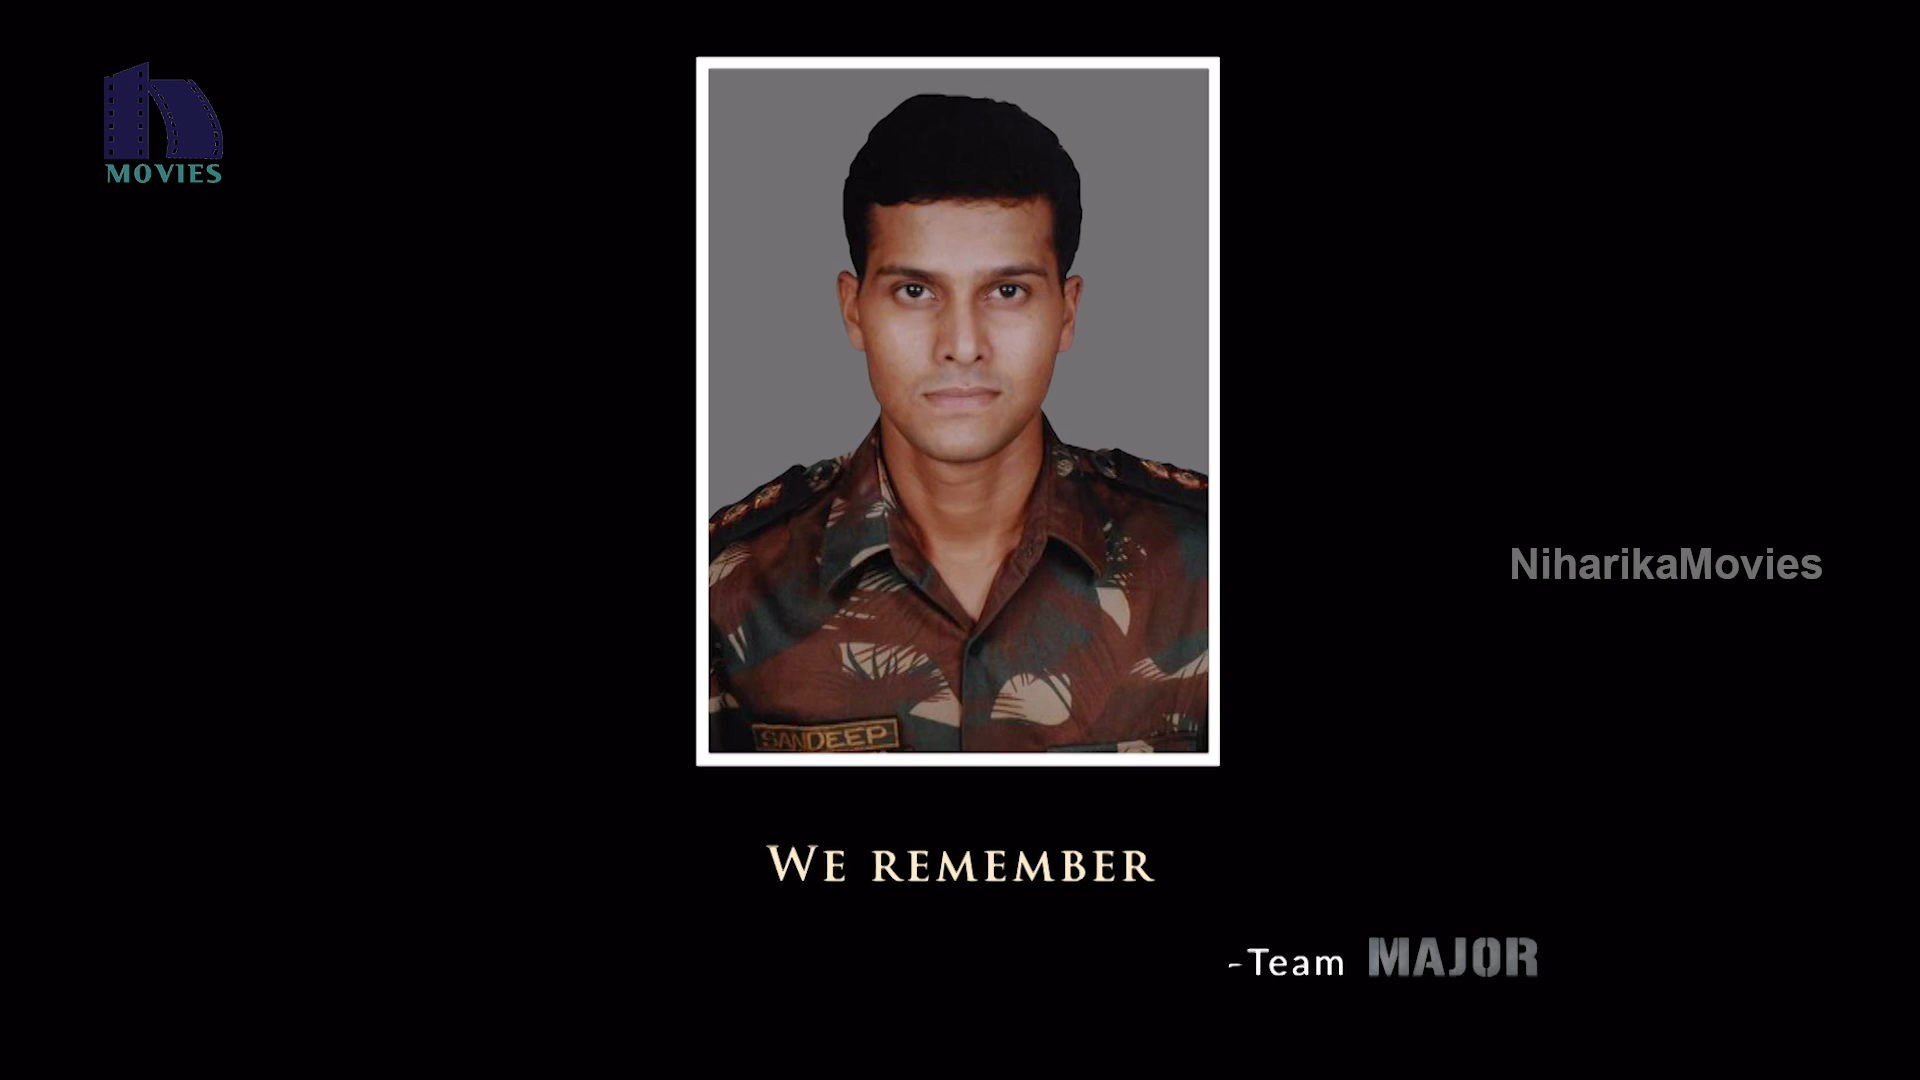 MOVIES
NiharikaMovies
SANDEEP
WE REMEMBER
-Team MAJOR